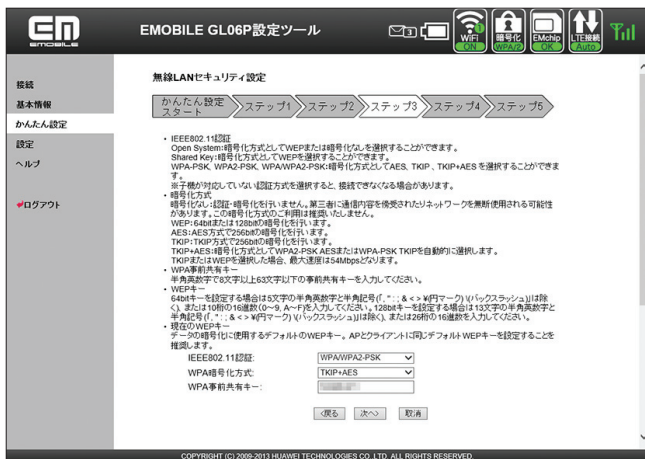 EM
EMOBILE
EMOBILE GL06P設定ツール
3
WiFi
ON
1
暗号化
WPA/2
EMchip
OK
LTE接続
Auto
接続
基本情報
かんたん設定
設定
ヘルプ
ログアウト
無線LANセキュリティ設定
かんたん設定
スタート
ステップ1
ステップ2
ステップ3
ステップ4
ステップ5
・ IEEE802.11認証
Open System:暗号化方式としてWEPまたは暗号化なしを選択することができます。
Shared Key:暗号化方式としてWEPを選択することができます。
WPA-PSK, WPA2-PSK, WPA/WPA2-PSK:暗号化方式としてAES, TKIP , TKIP+AES を選択することができま
す。
※子機が対応していない認証方式を選択すると、接続できなくなる場合があります。
・ 暗号化方式
暗号化なし:認証・暗号化を行いません。第三者に通信内容を傍受されたりネットワークを無断使用される可能性
があります。この暗号化方式のご利用は推奨いたしません。
WEP:64bitまたは128bitの暗号化を行います。
AES:AES方式で256bitの暗号化を行います。
TKIP:TKIP方式で256bitの暗号化を行います。
TKIP+AES:暗号化方式としてWPA2-PSK AESまたはWPA-PSK TKIPを自動的に選択します。
TKIPまたはWEPを選択した場合、最大速度は54Mbpsとなります。
・ WPA事前共有キー
半角英数字で8文字以上63文字以下の事前共有キーを入力してください。
・ WEPキー
64bitキーを設定する場合は5文字の半角英数字と半角記号(「, " : ; & < > ¥(円マーク) \(バックスラッシュ)」は除
く)、または10桁の16進数(0～9, A～F)を入力してください。128bitキーを設定する場合は13文字の半角英数字と
半角記号(「, " : ; & < > ¥(円マーク) \(バックスラッシュ)」は除く)、または26桁の16進数を入力してください。
・ 現在のWEPキー
データの暗号化に使用するデフォルトのWEPキー。APとクライアントに同じデフォルトWEPキーを設定することを
推奨します。
IEEE802.11認証: WPA/WPA2-PSK
WPA暗号化方式: TKIP+AES
WPA事前共有キー:
<戻る 次へ> 取消
COPYRIGHT (C) 2009-2013 HUAWEI TECHNOLOGIES CO., LTD. ALL RIGHTS RESERVED.